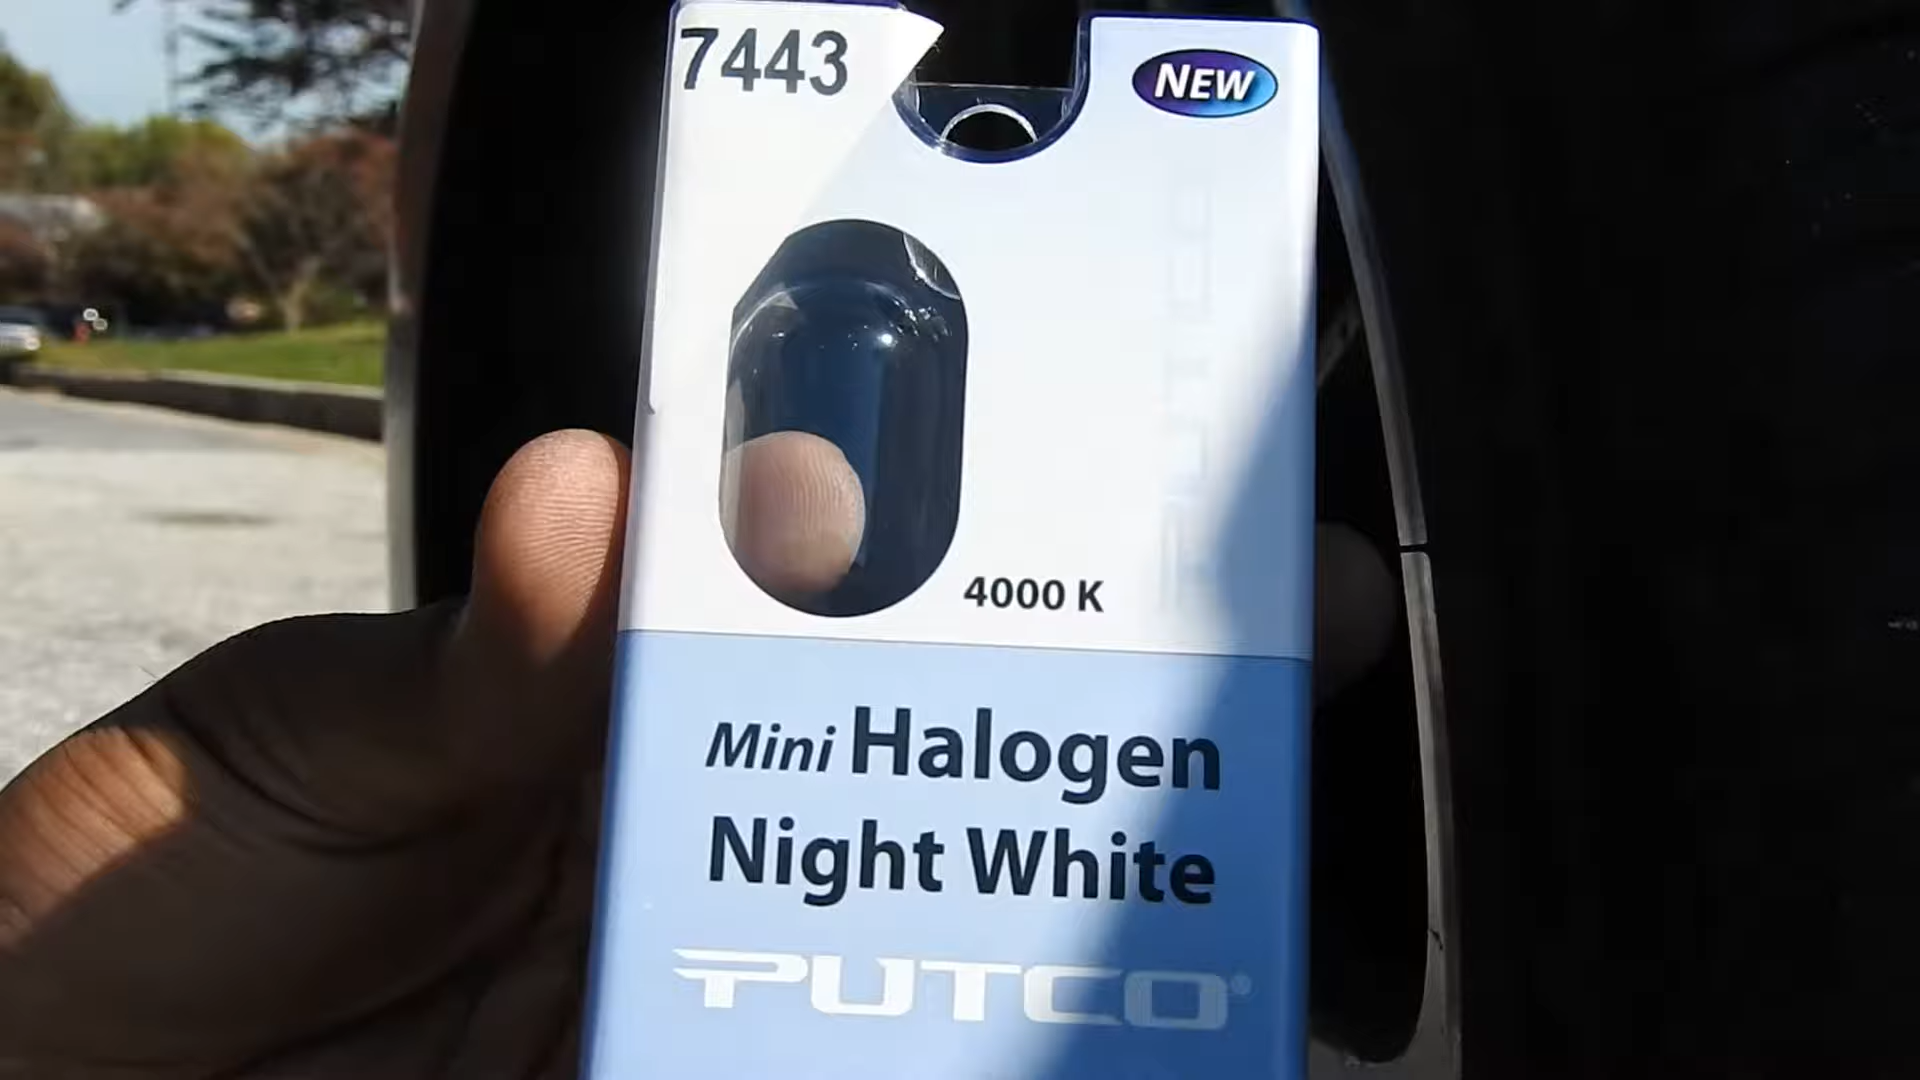 7443
NEW
4000 K
Mini Halogen
Night White
PUTCO®